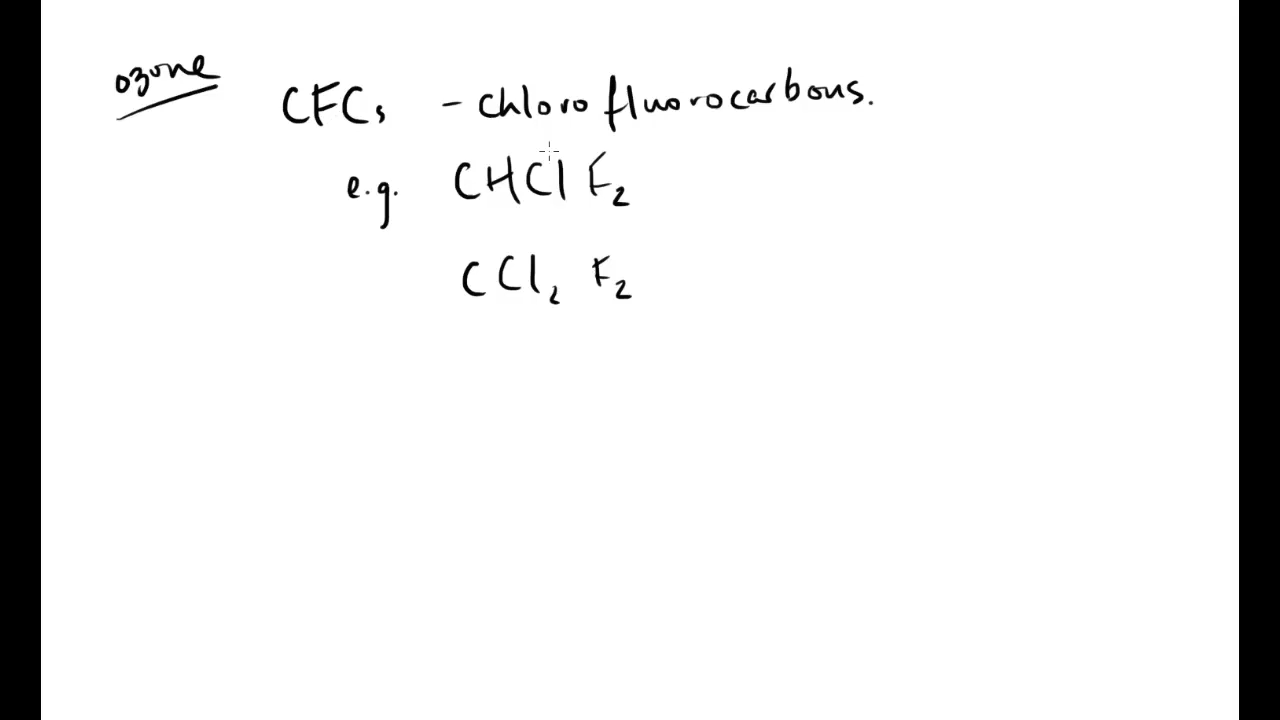 ozone
CFCs - chlorofluorocarbons.
e.g. CHClF₂
CCl₂F₂